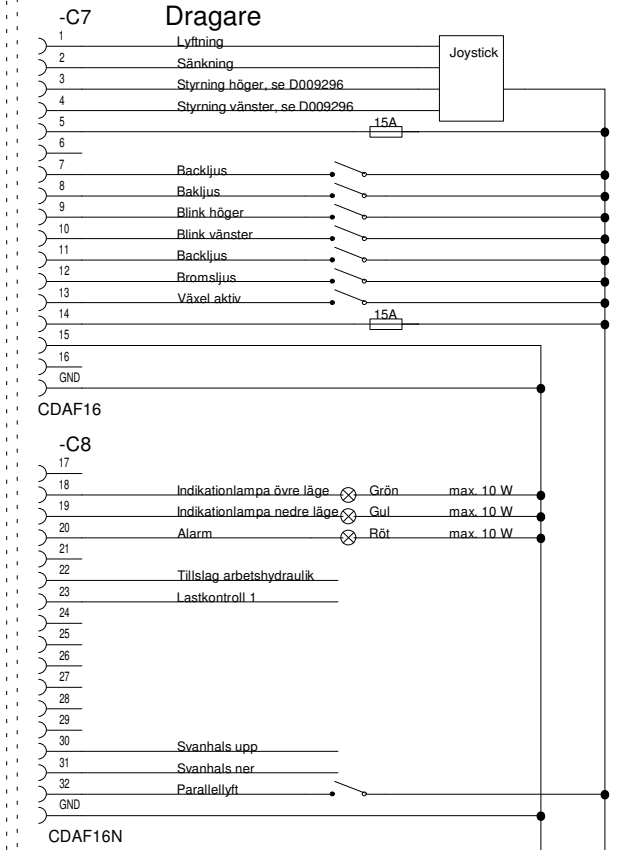 -C7 Dragare
1 Lyftning
Joystick
2 Sänkning
3 Styrning höger, se D009296
4 Styrning vänster, se D009296
5 15A
6
7 Backljus
8 Bakljus
9 Blink höger
10 Blink vänster
11 Backljus
12 Bromsljus
13 Växel aktiv
14 15A
15
16
GND
CDAF16
-C8
17
18 Indikationlampa övre läge Grön max. 10 W
19 Indikationlampa nedre läge Gul max. 10 W
20 Alarm Röt max. 10 W
21
22 Tillslag arbetshydraulik
23 Lastkontroll 1
24
25
26
27
28
29
30 Svanhals upp
31 Svanhals ner
32 Parallellyft
GND
CDAF16N